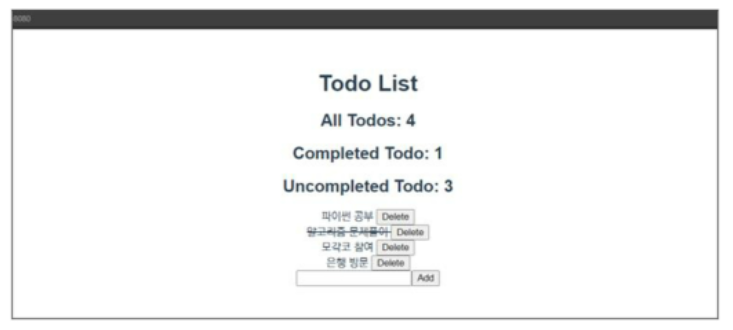 8080
Todo List
All Todos: 4
Completed Todo: 1
Uncompleted Todo: 3
파이썬 공부 Delete
알고리즘 문제풀이 Delete
모각코 참여 Delete
은행 방문 Delete
Add